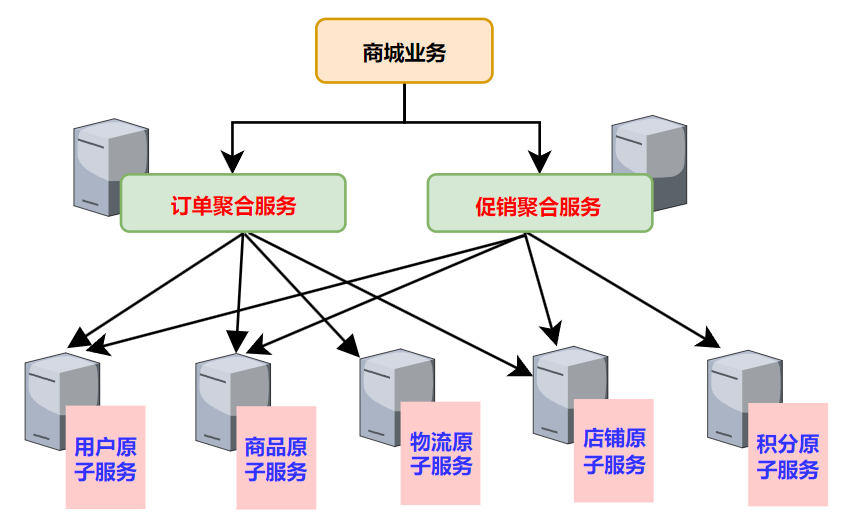 商城业务
订单聚合服务
促销聚合服务
用户原
子服务
商品原
子服务
物流原
子服务
店铺原
子服务
积分原
子服务